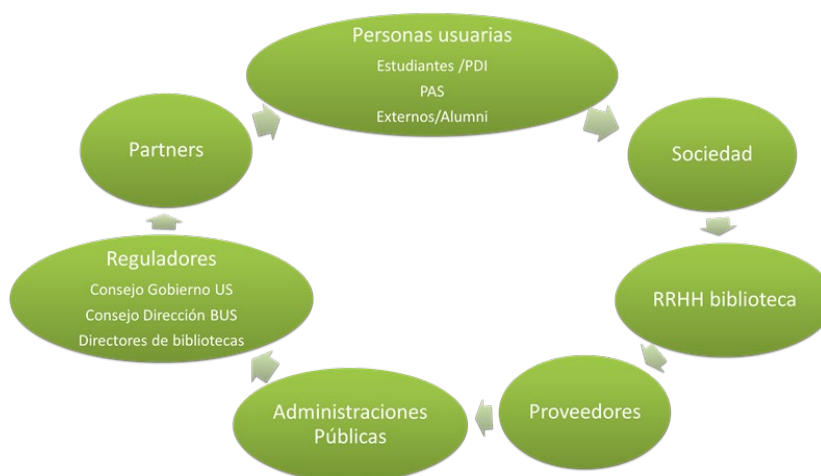 Personas usuarias
Estudiantes /PDI
PAS
Externos/Alumni
Sociedad
RRHH biblioteca
Proveedores
Administraciones
Públicas
Reguladores
Consejo Gobierno US
Consejo Dirección BUS
Directores de bibliotecas
Partners